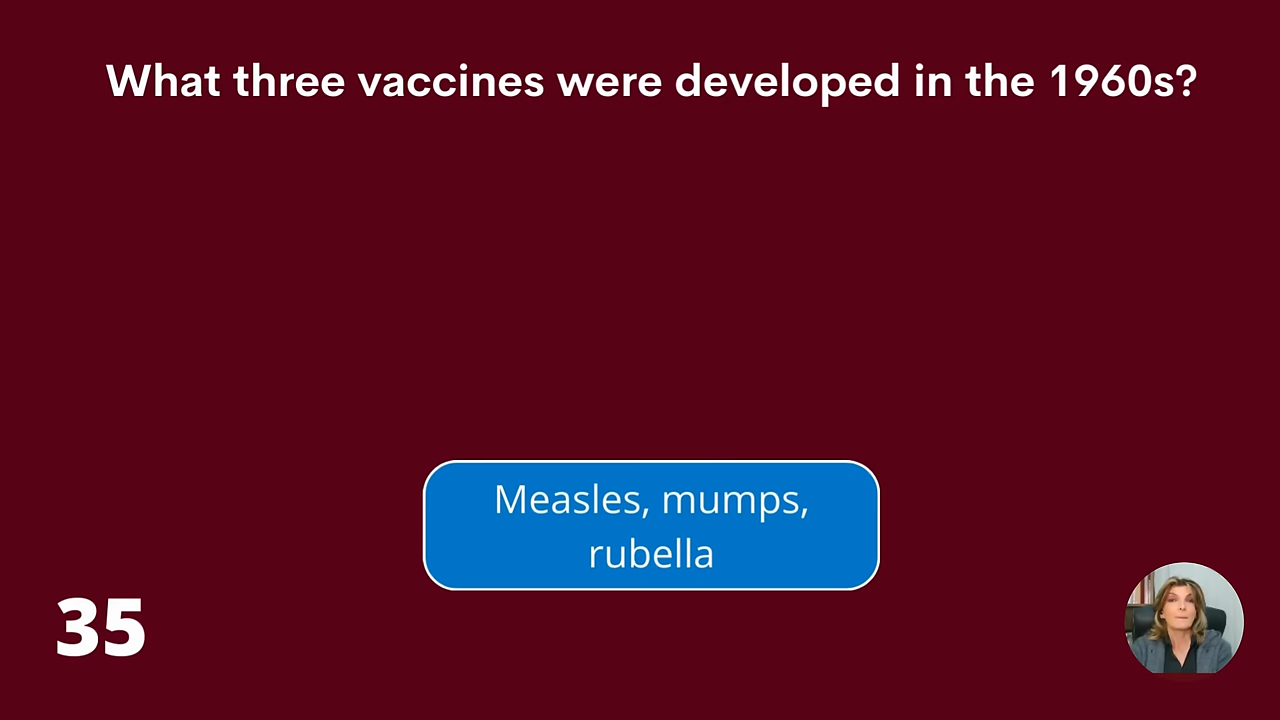 What three vaccines were developed in the 1960s?
Measles, mumps,
rubella
35